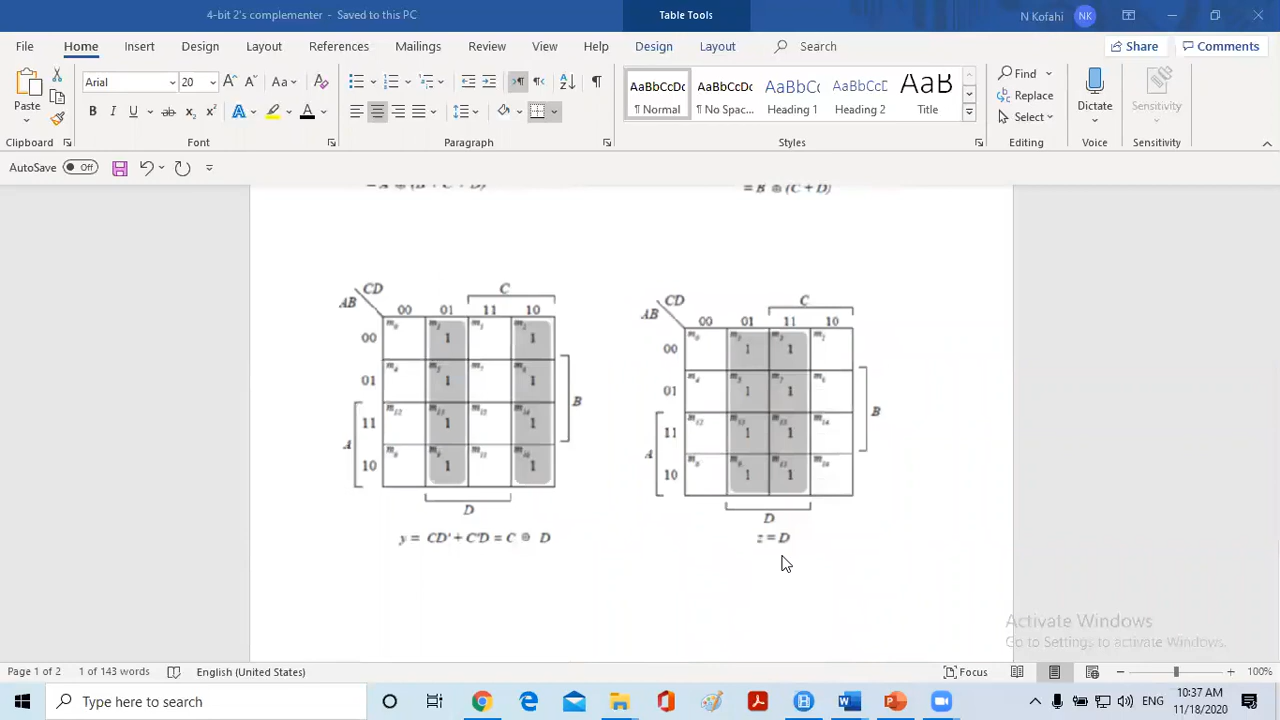 4-bit 2's complementer - Saved to this PC
Table Tools
N Kofahi
NK
File
Home
Insert
Design
Layout
References
Mailings
Review
View
Help
Design
Layout
Search
Share
Comments
Paste
Clipboard
Arial
20
Font
Paragraph
AaBbCcDc
¶ Normal
AaBbCcDc
¶ No Spac...
AaBbCc
Heading 1
AaBbCcD
Heading 2
AaB
Title
Styles
Find
Replace
Select
Editing
Dictate
Voice
Sensitivity
Sensitivity
AutoSave
Off
= A ⊕ (B + C + D)
= B ⊕ (C + D)
CD
AB
C
00 01 11 10
00 1 1
01 1 1
11 1 1
10 1 1
A
B
D
y = CD' + C'D = C ⊕ D
CD
AB
C
00 01 11 10
00 1 1
01 1 1
11 1 1
10 1 1
A
B
D
z = D
Activate Windows
Go to Settings to activate Windows.
Page 1 of 2
1 of 143 words
English (United States)
Focus
100%
Type here to search
ENG
10:37 AM
11/18/2020